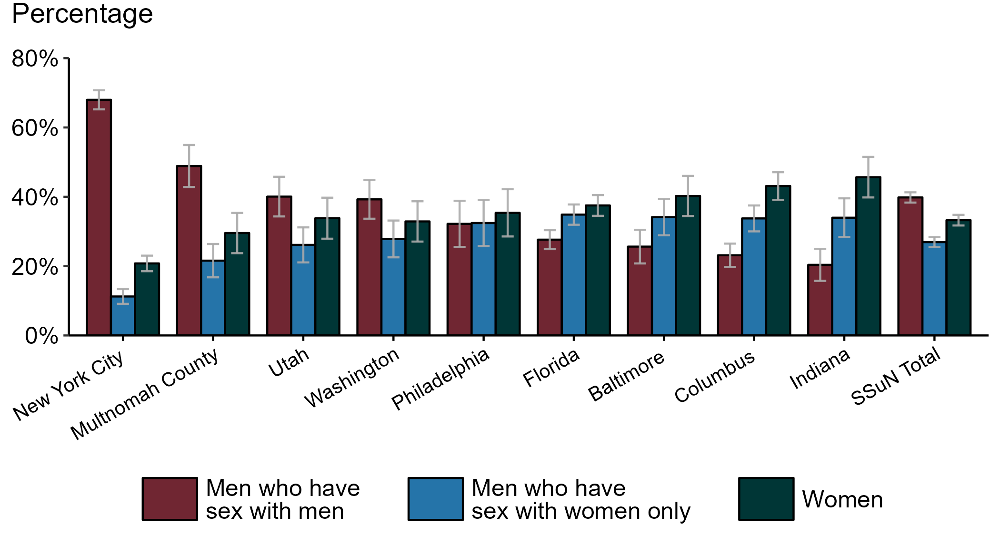 Percentage
80%
60%
40%
20%
0%
New York City
Multnomah County
Utah
Washington
Philadelphia
Florida
Baltimore
Columbus
Indiana
SSuN Total
Men who have
sex with men
Men who have
sex with women only
Women